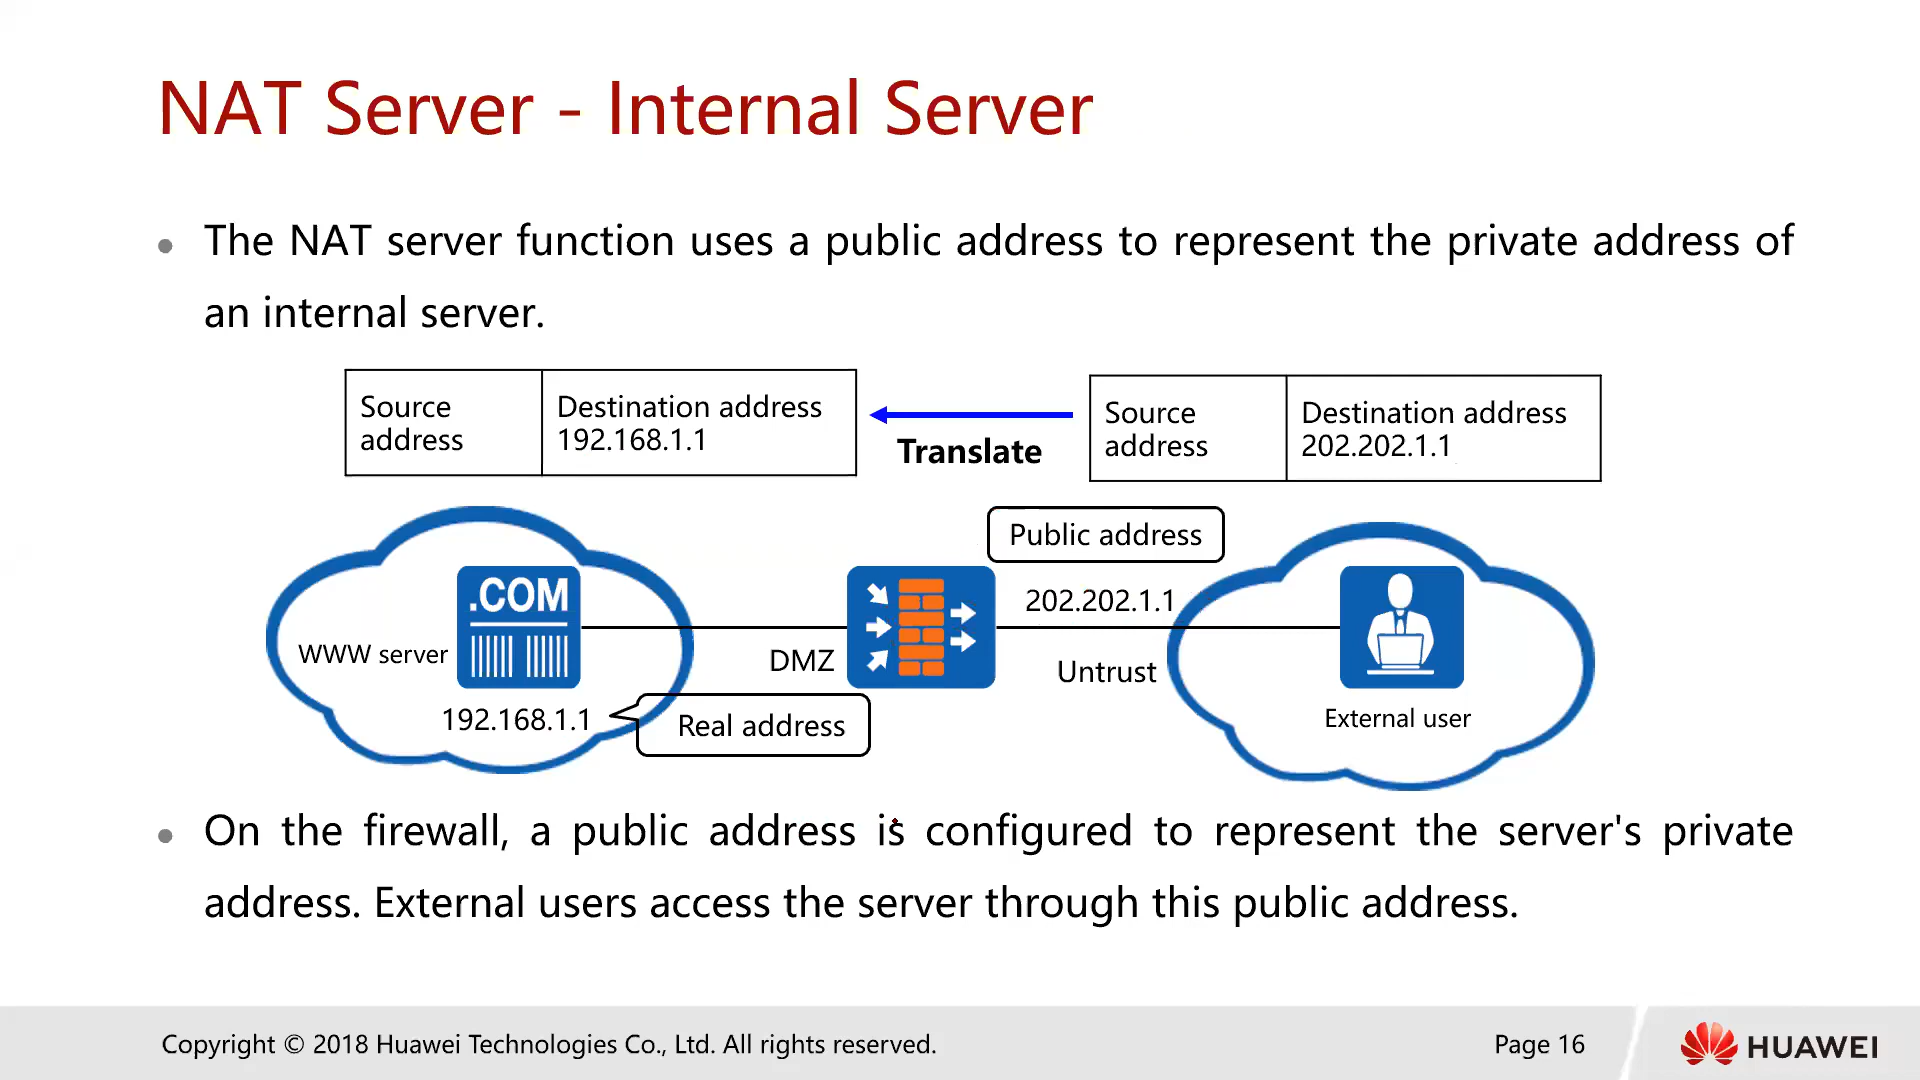 NAT Server - Internal Server
The NAT server function uses a public address to represent the private address of
an internal server.
Source
address
Destination address
192.168.1.1
Translate
Source
address
Destination address
202.202.1.1
Public address
.COM
202.202.1.1
WWW server
DMZ
Untrust
192.168.1.1
Real address
External user
On the firewall, a public address is configured to represent the server's private
address. External users access the server through this public address.
Copyright © 2018 Huawei Technologies Co., Ltd. All rights reserved.
Page 16
HUAWEI